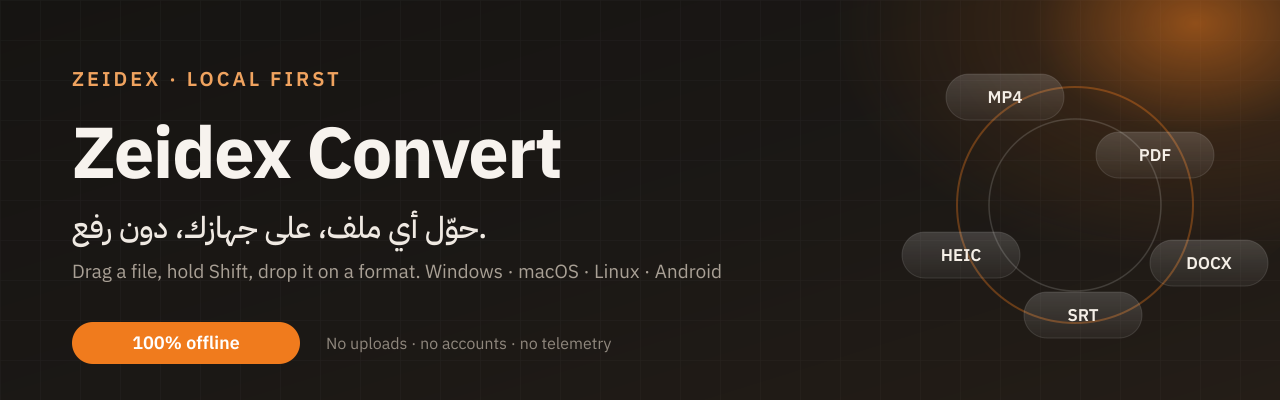 ZEIDEX · LOCAL FIRST
Zeidex Convert
حوّل أي ملف، على جهازك، دون رفع.
Drag a file, hold Shift, drop it on a format. Windows · macOS · Linux · Android
100% offline
No uploads · no accounts · no telemetry
MP4
PDF
HEIC
DOCX
SRT